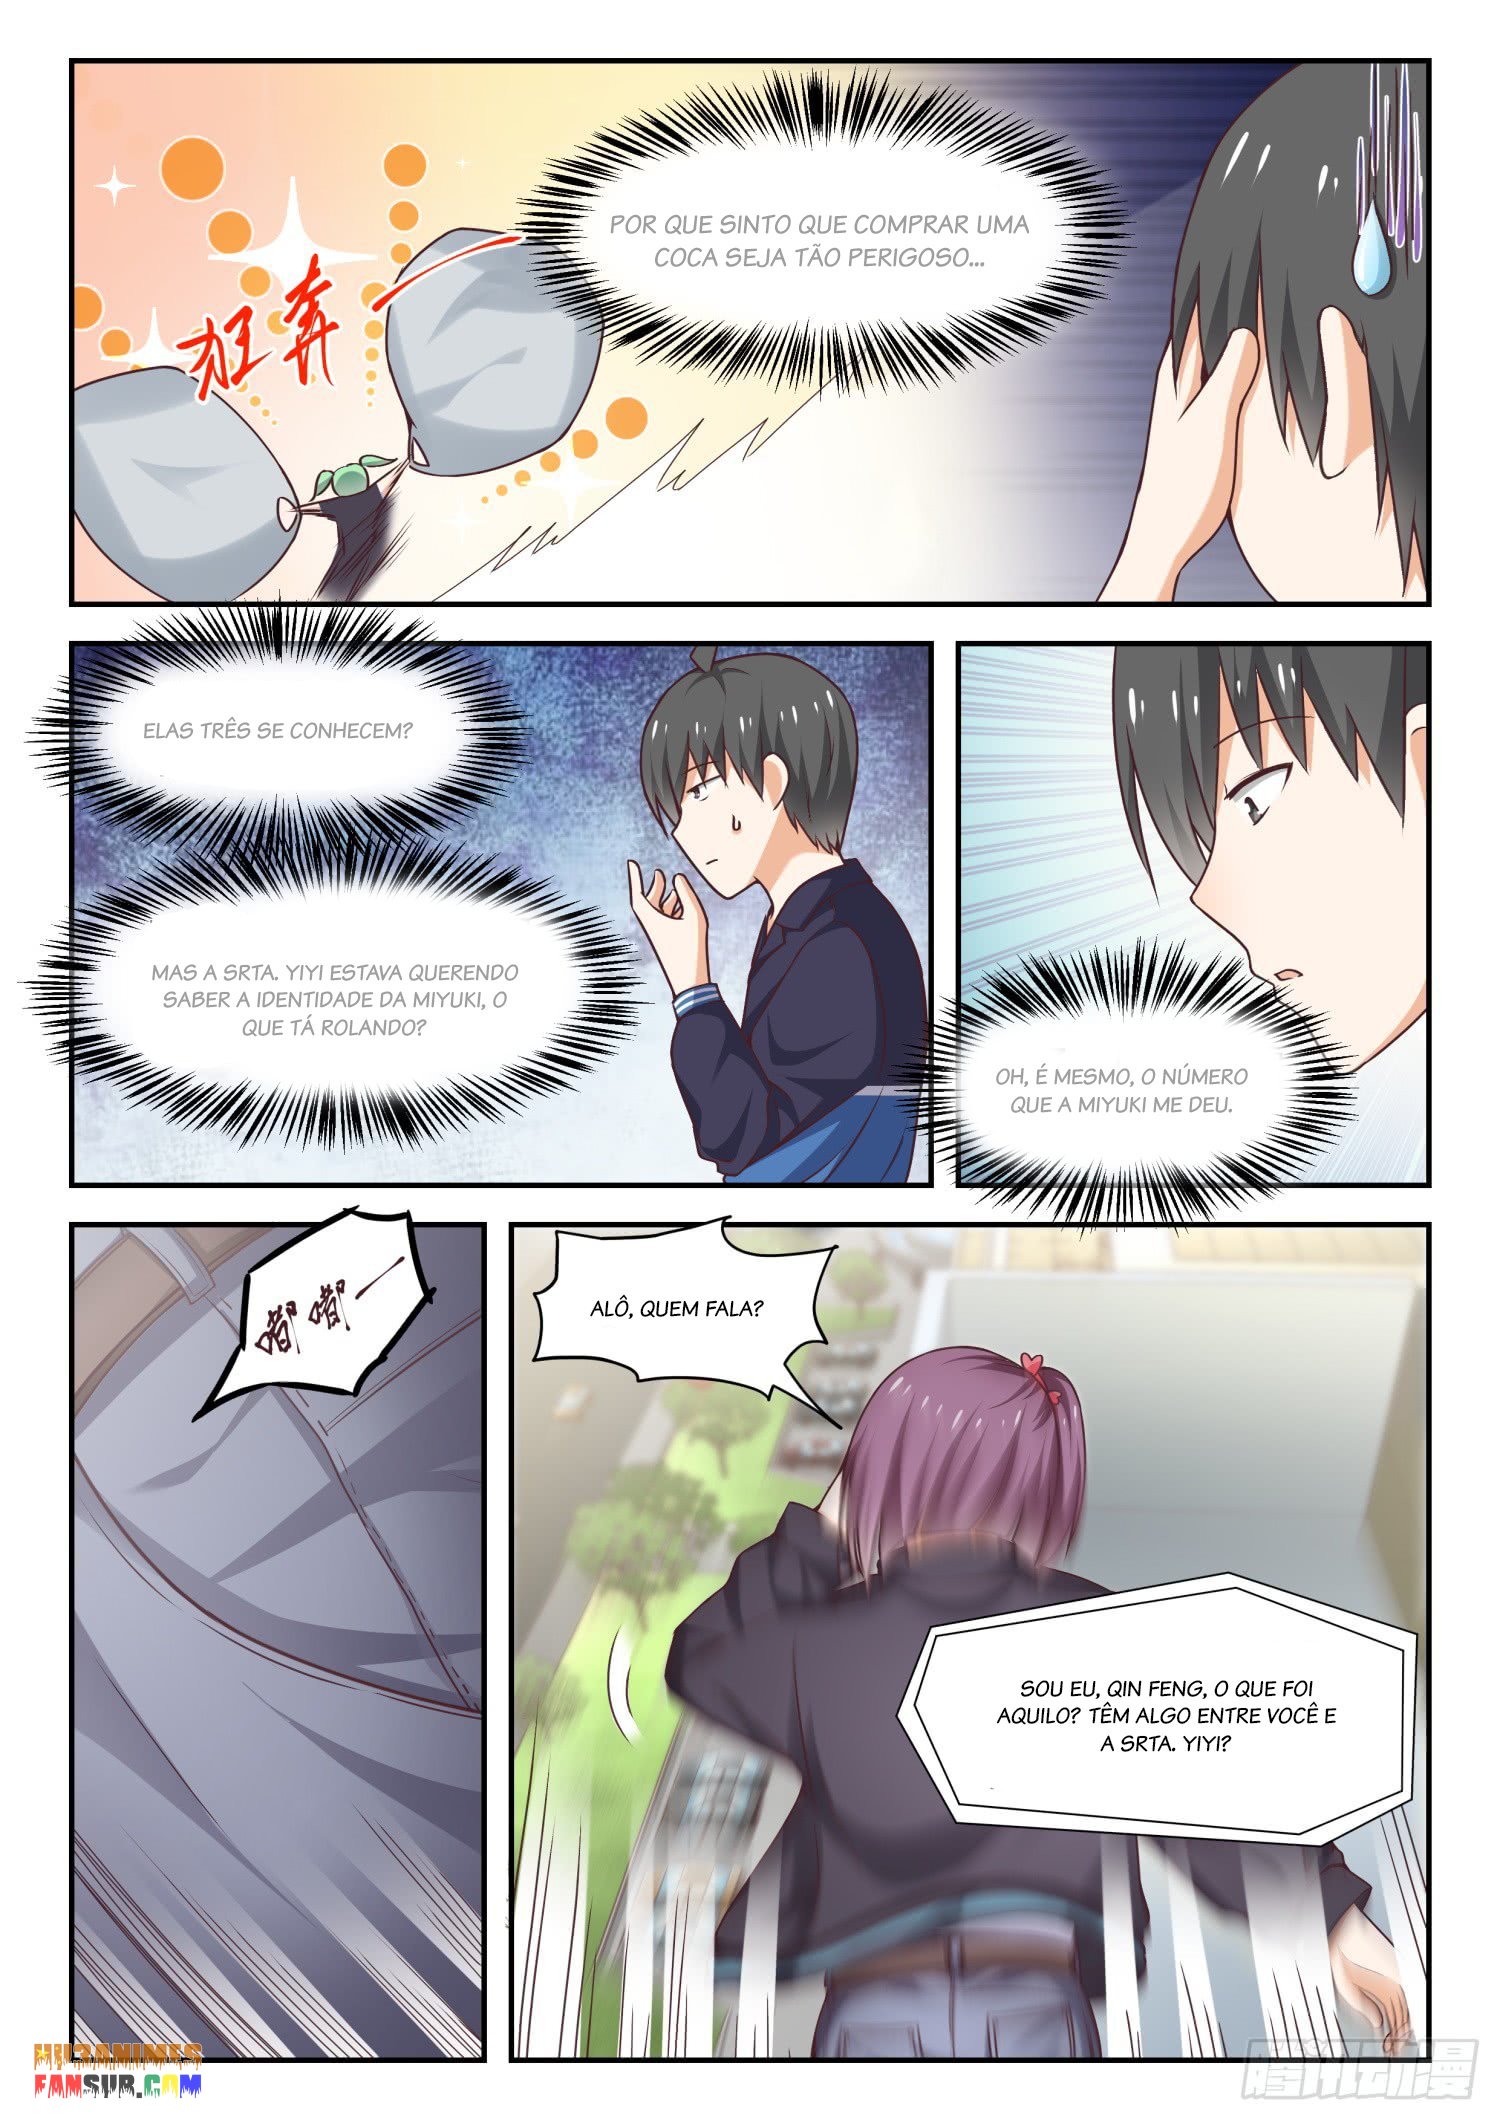 POR QUE SINTO QUE COMPRAR UMA
COCA SEJA TÃO PERIGOSO...
狂奔—
ELAS TRÊS SE CONHECEM?
MAS A SRTA. YIYI ESTAVA QUERENDO
SABER A IDENTIDADE DA MIYUKI, O
QUE TÁ ROLANDO?
OH, É MESMO, O NÚMERO
QUE A MIYUKI ME DEU.
嘟嘟—
ALÔ, QUEM FALA?
SOU EU, QIN FENG, O QUE FOI
AQUILO? TÊM ALGO ENTRE VOCÊ E
A SRTA. YIYI?
HU3ANIMES
FANSUB.COM
腾讯动漫